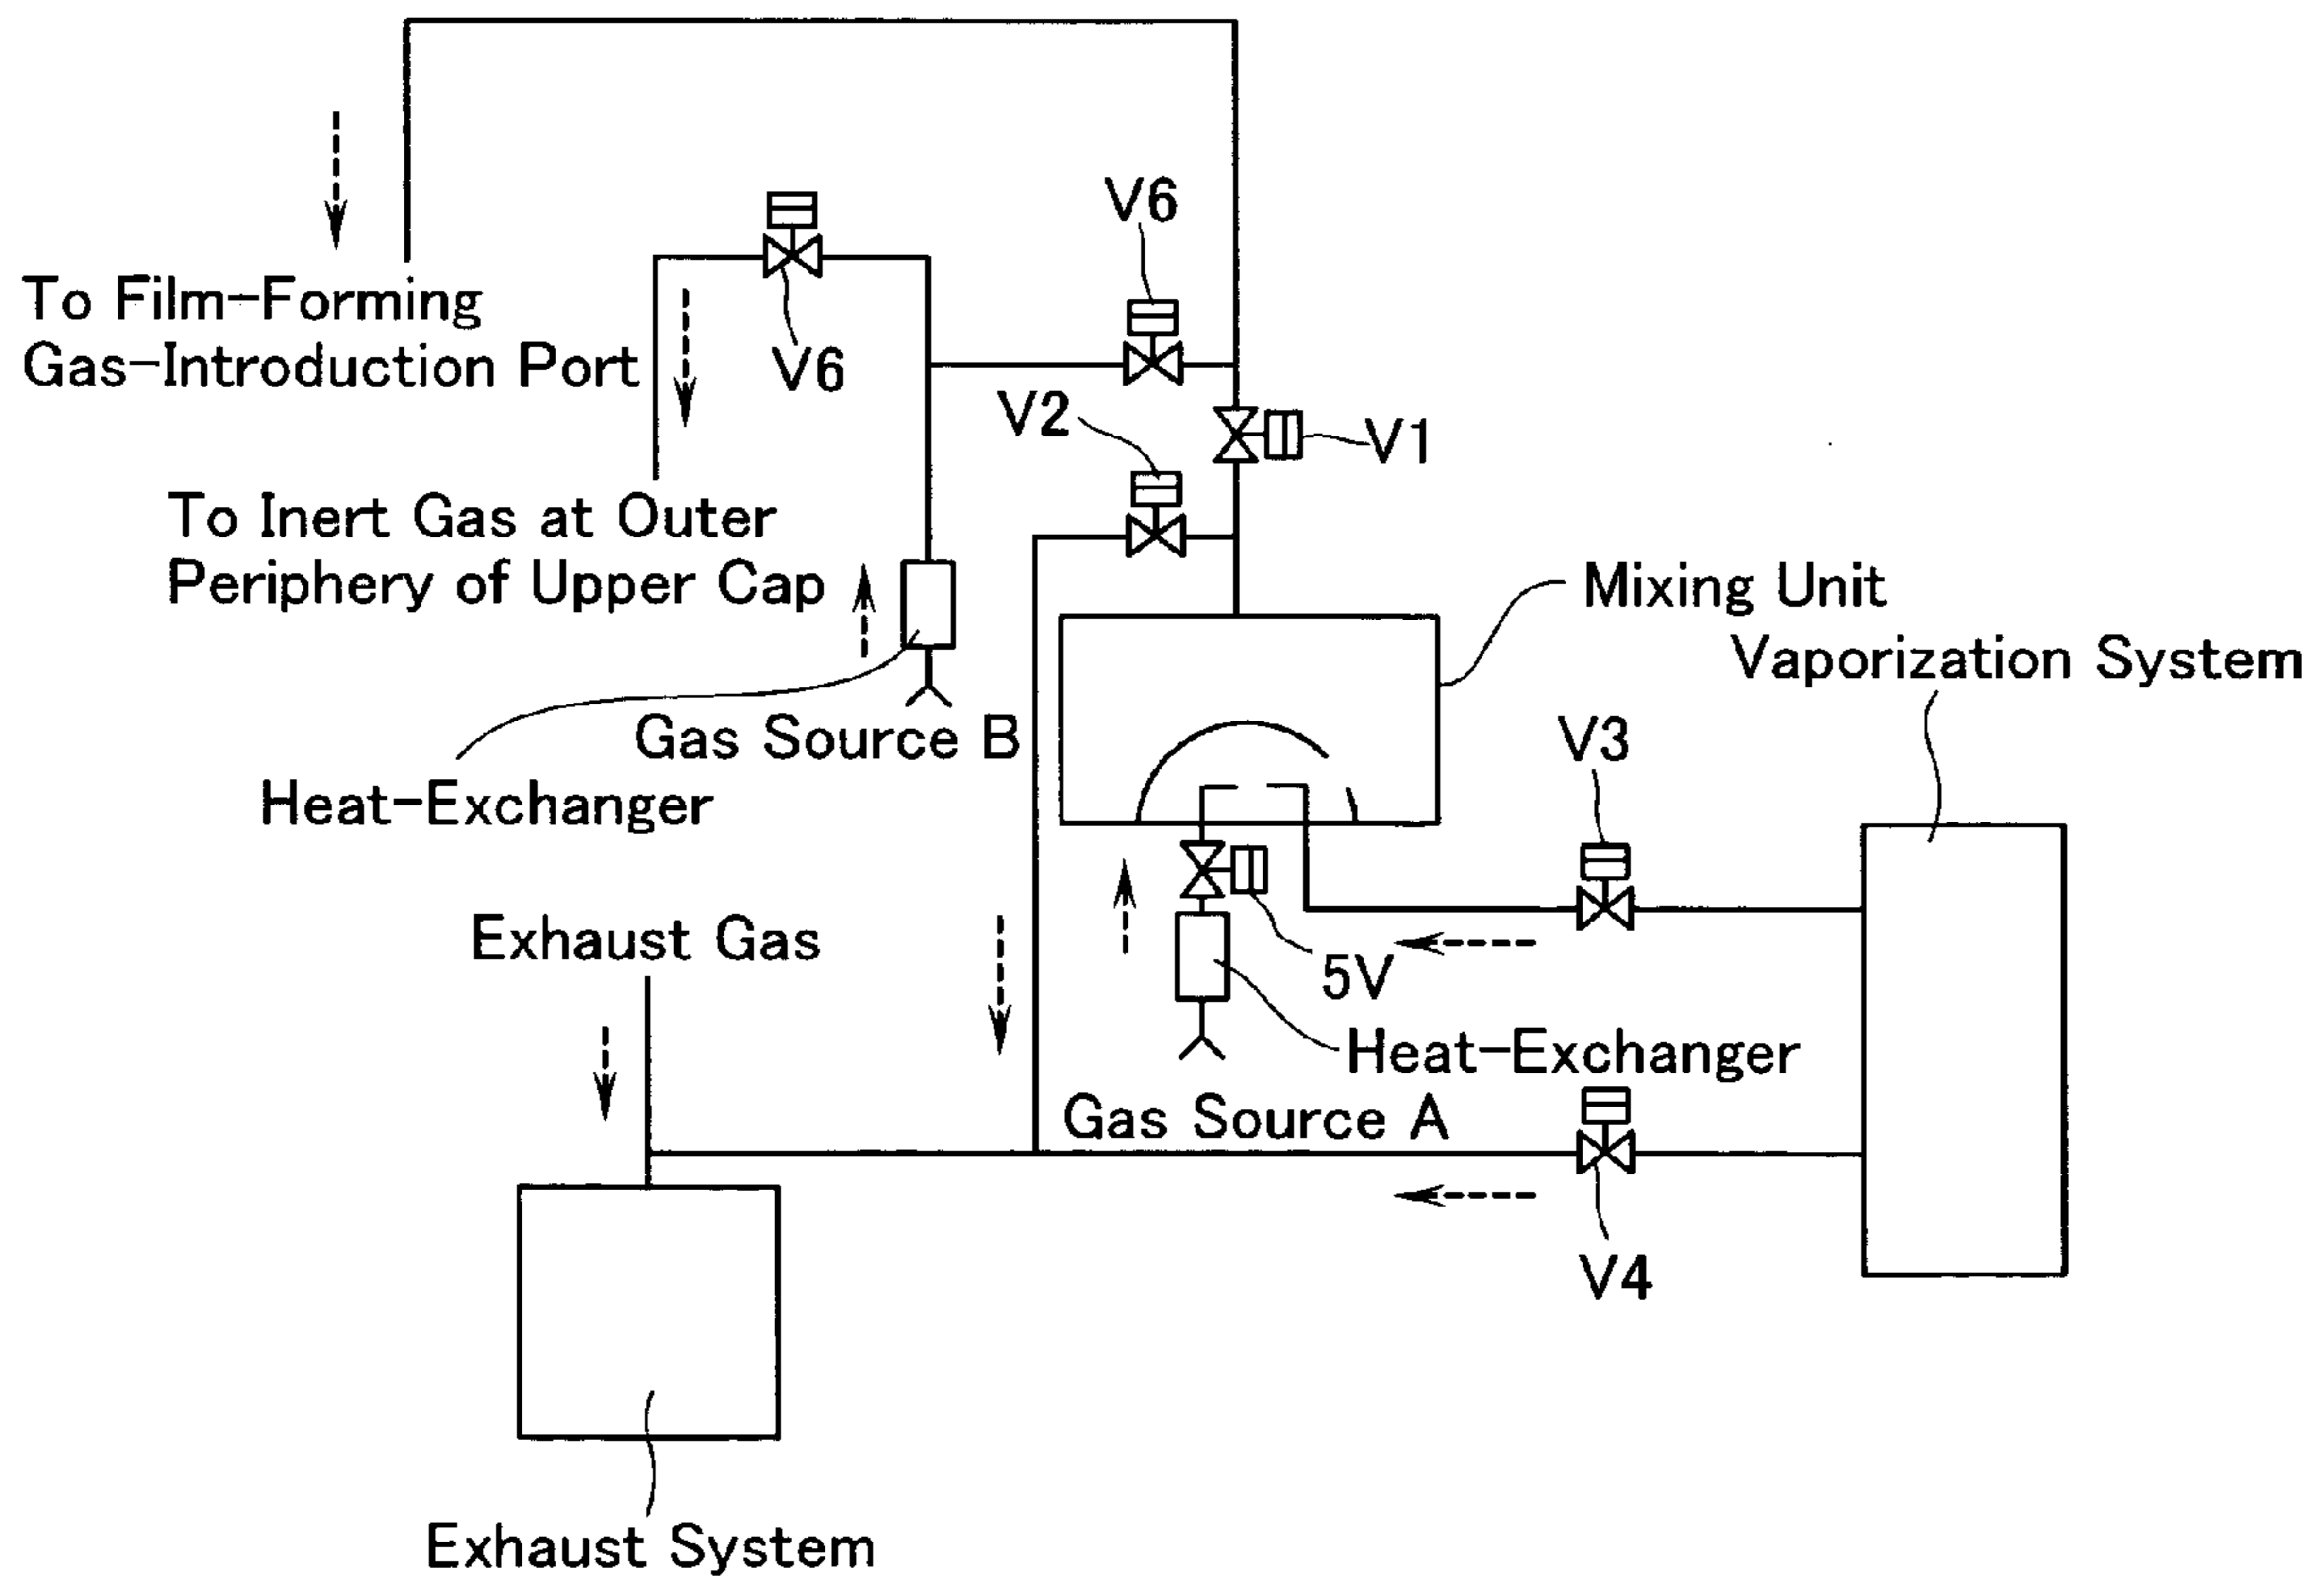 V6
To Film-Forming
Gas-Introduction Port
V6
V2
V1
To Inert Gas at Outer
Periphery of Upper Cap
Mixing Unit
Vaporization System
Gas Source B
V3
Heat-Exchanger
Exhaust Gas
5V
Heat-Exchanger
Gas Source A
V4
Exhaust System